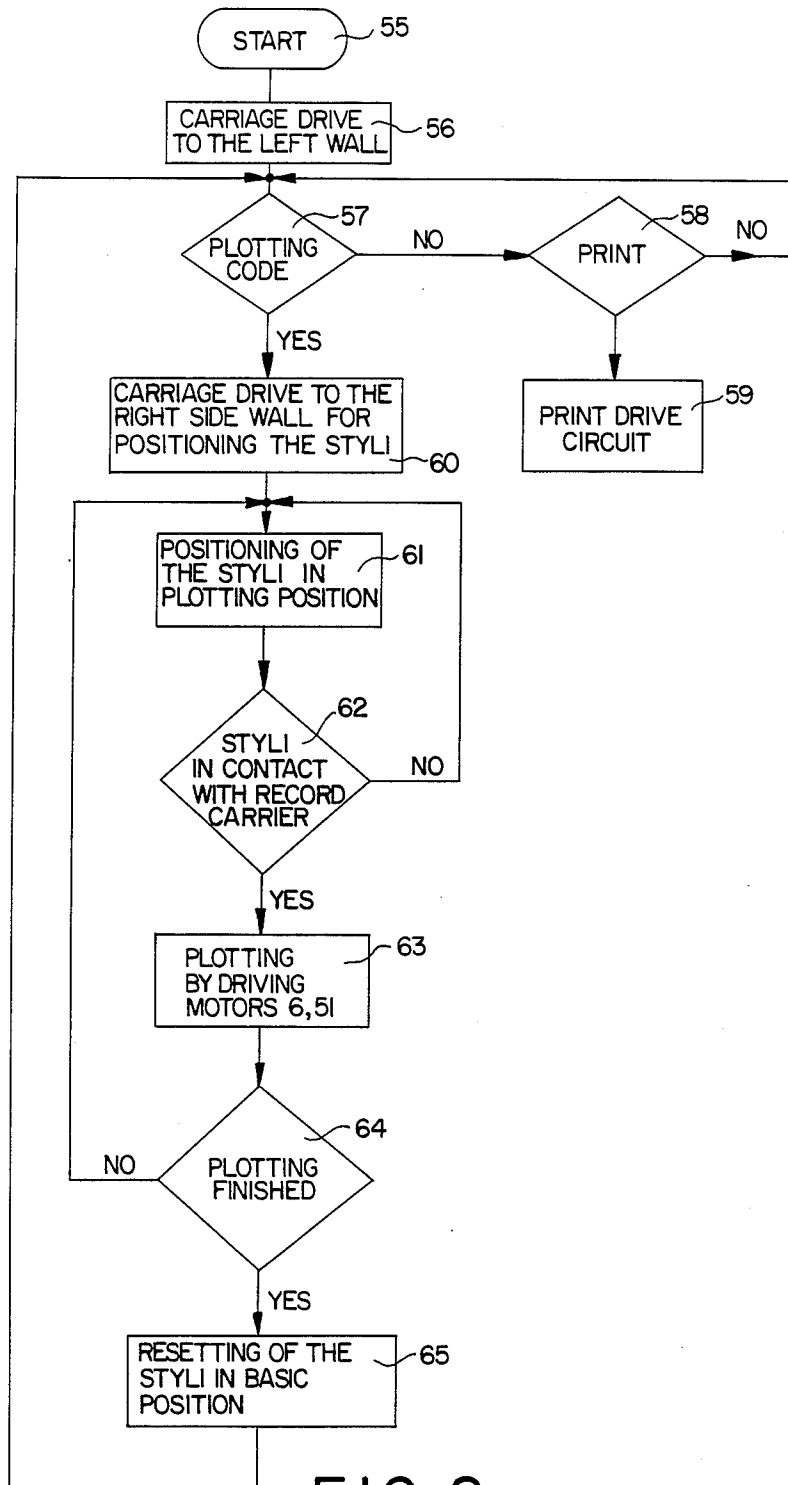 START
55
CARRIAGE DRIVE
TO THE LEFT WALL
56
57
PLOTTING
CODE
NO
58
PRINT
NO
YES
CARRIAGE DRIVE TO THE
RIGHT SIDE WALL FOR
POSITIONING THE STYLI
60
59
PRINT DRIVE
CIRCUIT
POSITIONING OF
THE STYLI IN
PLOTTING POSITION
61
62
STYLI
IN CONTACT
WITH RECORD
CARRIER
NO
YES
PLOTTING
BY DRIVING
MOTORS 6,51
63
64
PLOTTING
FINISHED
NO
YES
RESETTING OF THE
STYLI IN BASIC
POSITION
65